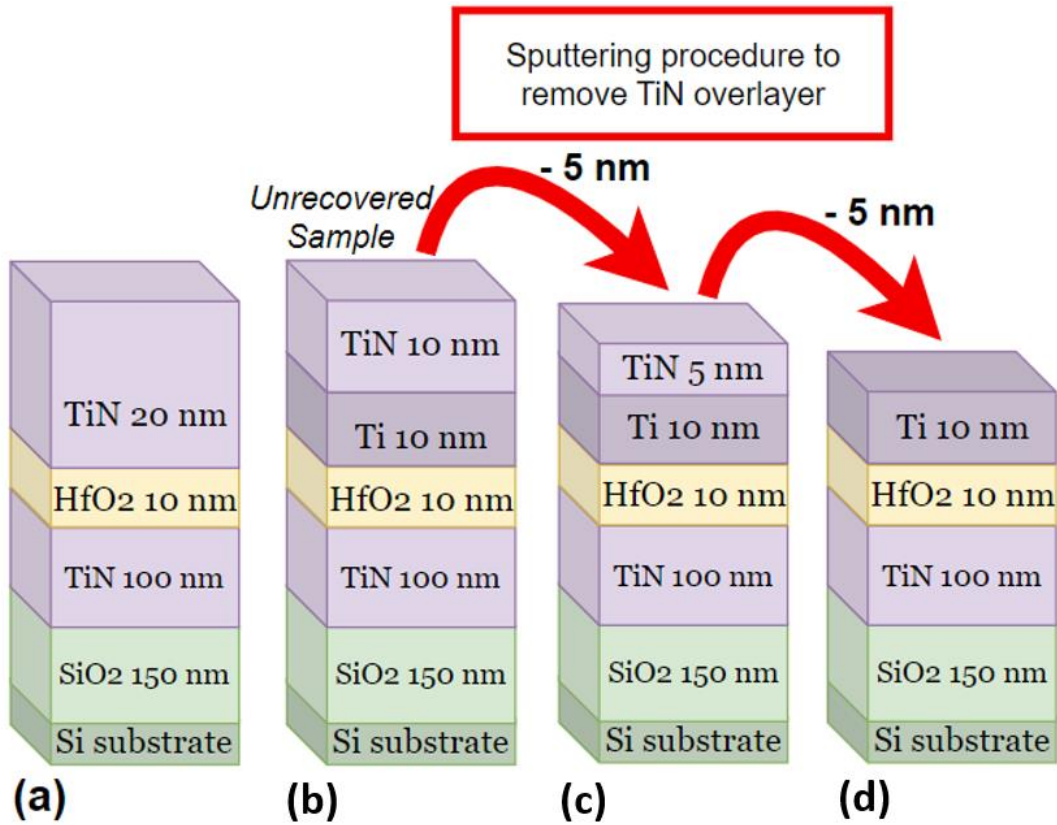 Sputtering procedure to
remove TiN overlayer
- 5 nm
- 5 nm
Unrecovered
Sample
TiN 20 nm
HfO2 10 nm
TiN 100 nm
SiO2 150 nm
Si substrate
(a)
TiN 10 nm
Ti 10 nm
HfO2 10 nm
TiN 100 nm
SiO2 150 nm
Si substrate
(b)
TiN 5 nm
Ti 10 nm
HfO2 10 nm
TiN 100 nm
SiO2 150 nm
Si substrate
(c)
Ti 10 nm
HfO2 10 nm
TiN 100 nm
SiO2 150 nm
Si substrate
(d)